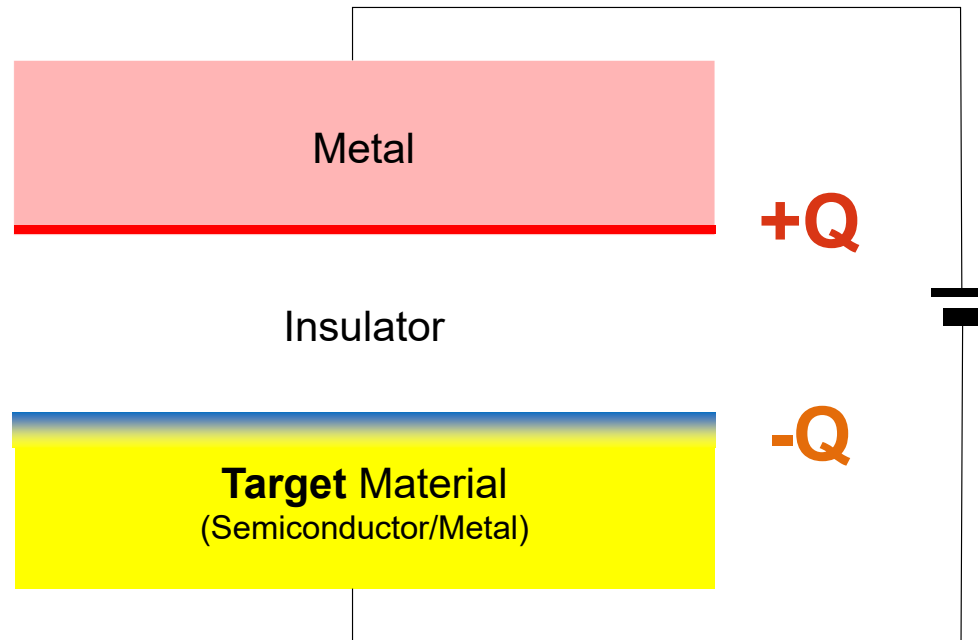 Metal
+Q
Insulator
-Q
Target Material
(Semiconductor/Metal)